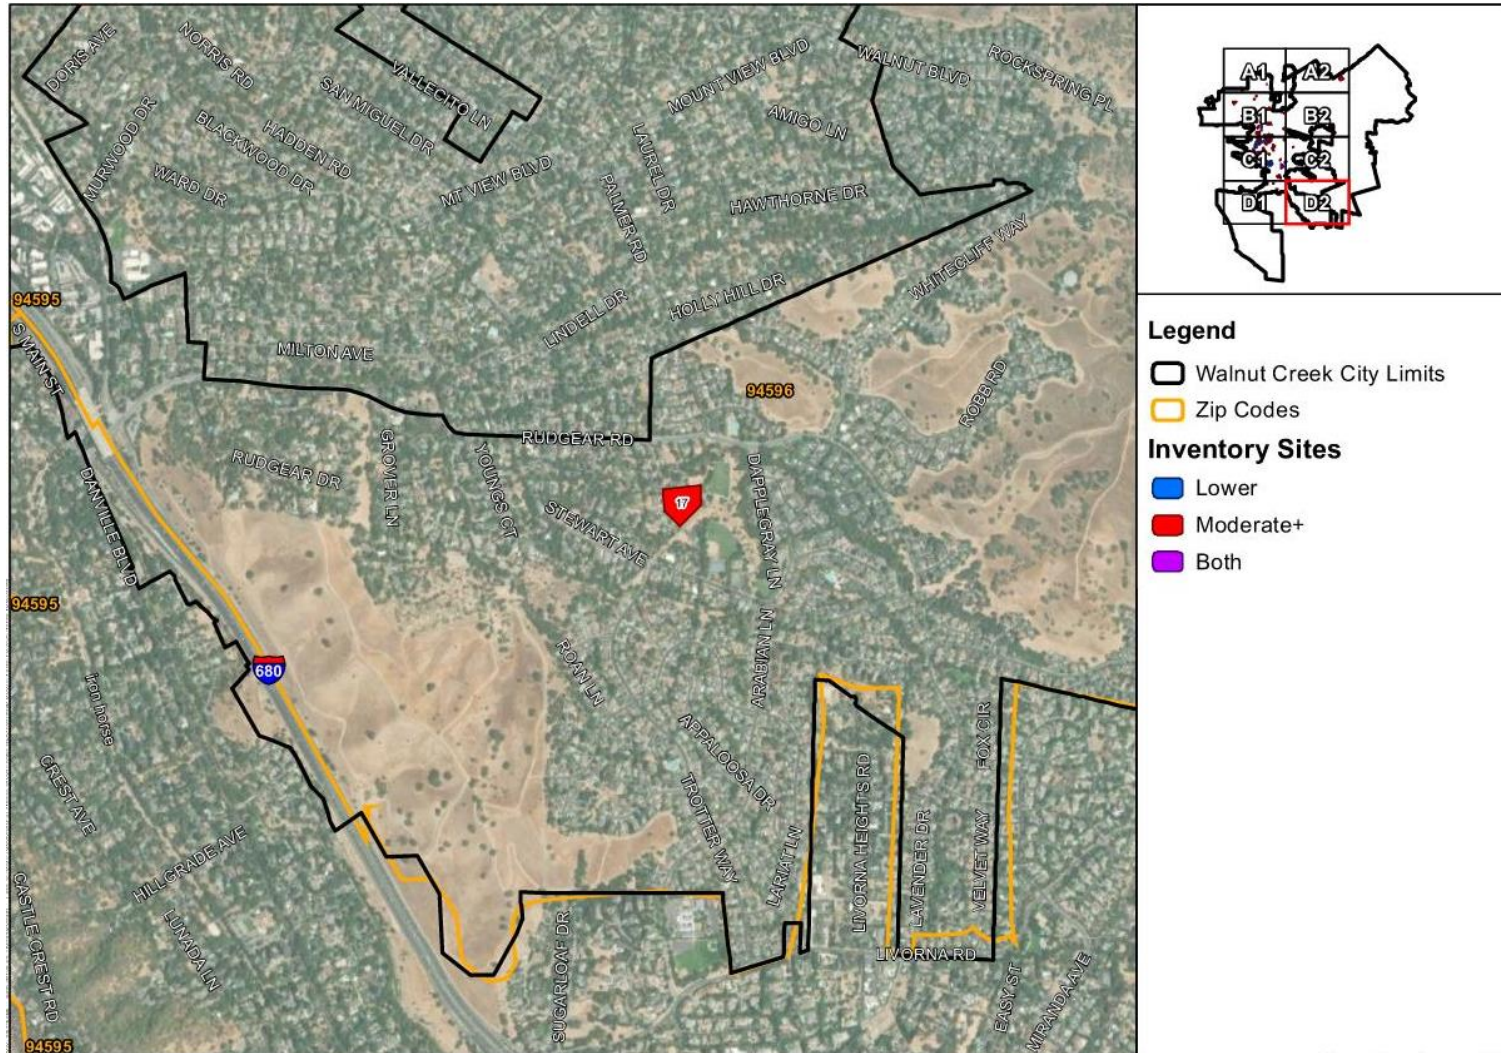 DORIS AVE
NORRIS RD
VALLECITO LN
SAN MIGUEL DR
MOUNT VIEW BLVD
WALNUT BLVD
ROCKSPRING PL
MURWOOD DR
BLACKWOOD DR
HADDEN RD
AMIGO LN
LAUREL DR
WARD DR
MT VIEW BLVD
PALMER RD
HAWTHORNE DR
WHITECLIFF WAY
HOLLY HILL DR
LINDELL DR
94595
S MAIN ST
MILTON AVE
94596
ROBB RD
RUDGEAR RD
RUDGEAR DR
GROVER LN
YOUNGS CT
DANVILLE BLVD
STEWART AVE
17
DAPPLEGRAY LN
94595
680
ROAN LN
ARABIAN LN
Iron horse
APPALOOSA DR
FOX CIR
CREST AVE
TROTTER WAY
LIVORNA HEIGHTS RD
LARIAT LN
LAVENDER DR
VELVET WAY
HILLGRADE AVE
CASTLE CREST RD
LUNADA LN
SUGARLOAF DR
LIVORNA RD
EASY ST
MIRANDA AVE
94595
A1
A2
B1
B2
C1
C2
D1
D2
Legend
Walnut Creek City Limits
Zip Codes
Inventory Sites
Lower
Moderate+
Both